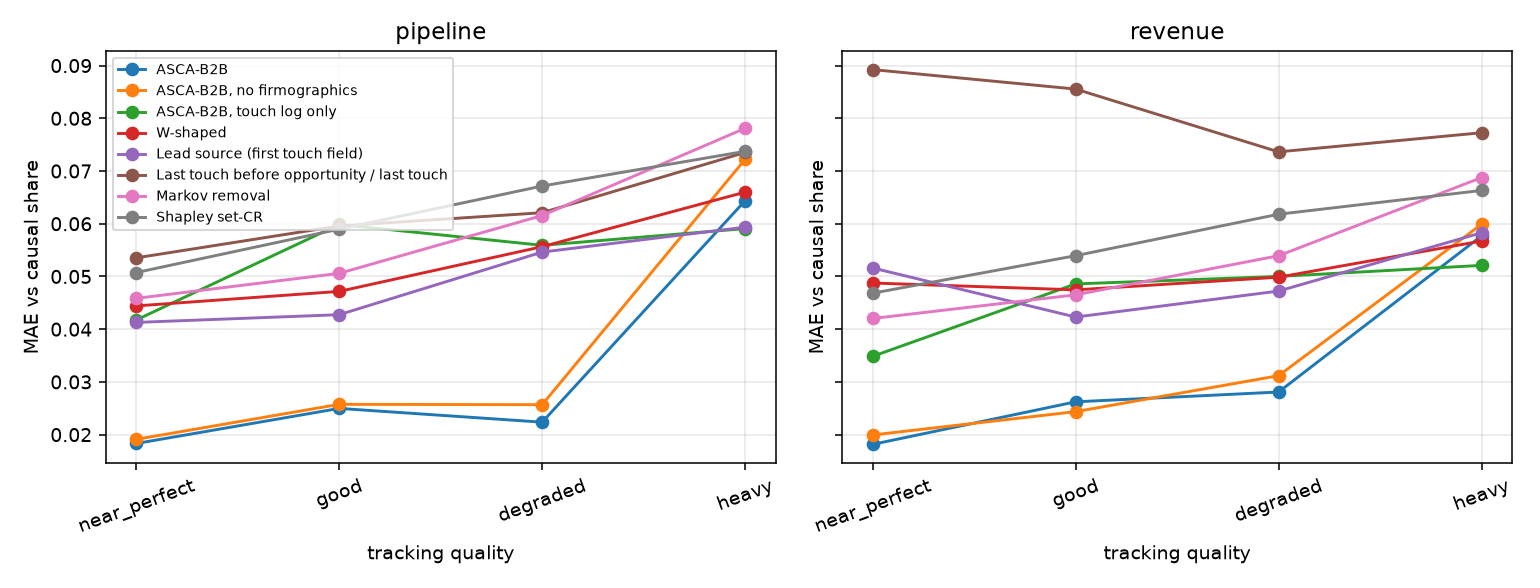 pipeline
MAE vs causal share
0.09
0.08
0.07
0.06
0.05
0.04
0.03
0.02
ASCA-B2B
ASCA-B2B, no firmographics
ASCA-B2B, touch log only
W-shaped
Lead source (first touch field)
Last touch before opportunity / last touch
Markov removal
Shapley set-CR
near_perfect
good
degraded
heavy
tracking quality
revenue
MAE vs causal share
near_perfect
good
degraded
heavy
tracking quality